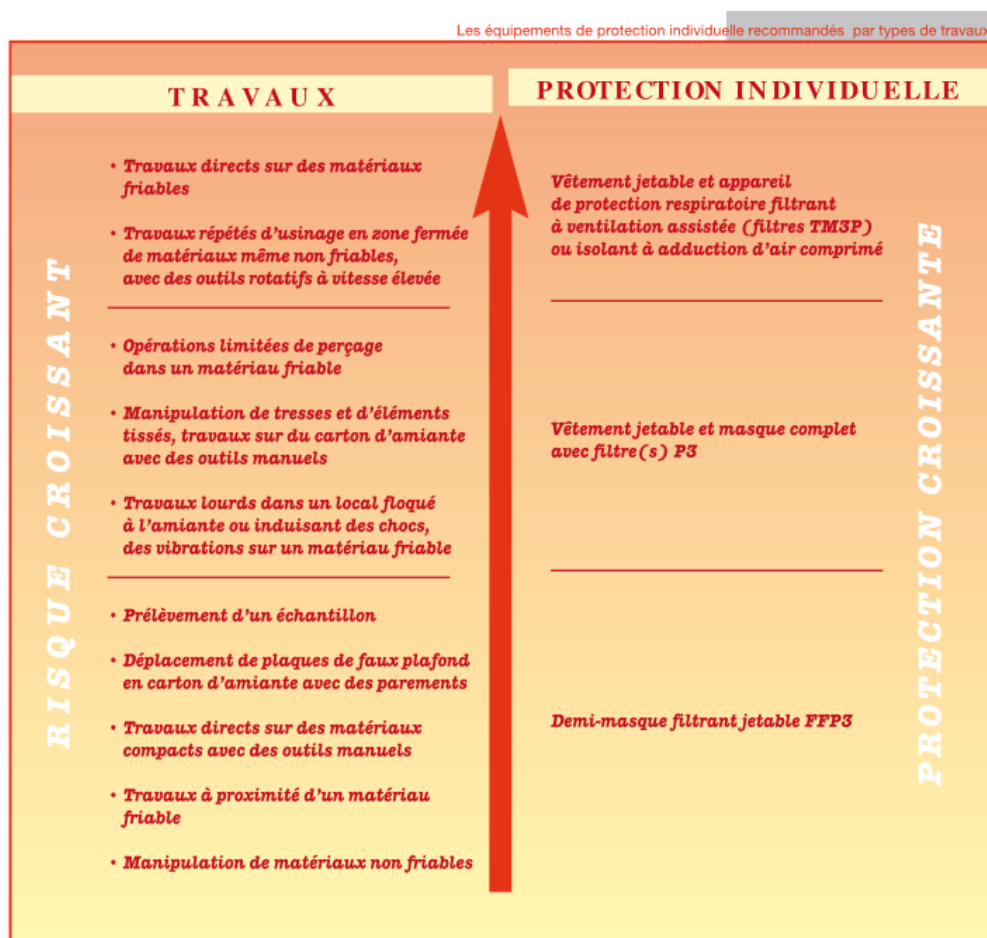 Les équipements de protection individuelle recommandés par types de travaux
TRAVAUX
PROTECTION INDIVIDUELLE
RISQUE CROISSANT
• Travaux directs sur des matériaux
friables
• Travaux répétés d'usinage en zone fermée
de matériaux même non friables,
avec des outils rotatifs à vitesse élevée
• Opérations limitées de perçage
dans un matériau friable
• Manipulation de tresses et d'éléments
tissés, travaux sur du carton d'amiante
avec des outils manuels
• Travaux lourds dans un local floqué
à l'amiante ou induisant des chocs,
des vibrations sur un matériau friable
• Prélèvement d'un échantillon
• Déplacement de plaques de faux plafond
en carton d'amiante avec des parements
• Travaux directs sur des matériaux
compacts avec des outils manuels
• Travaux à proximité d'un matériau
friable
• Manipulation de matériaux non friables
Vêtement jetable et appareil
de protection respiratoire filtrant
à ventilation assistée (filtres TM3P)
ou isolant à adduction d'air comprimé
Vêtement jetable et masque complet
avec filtre(s) P3
Demi-masque filtrant jetable FFP3
PROTECTION CROISSANTE